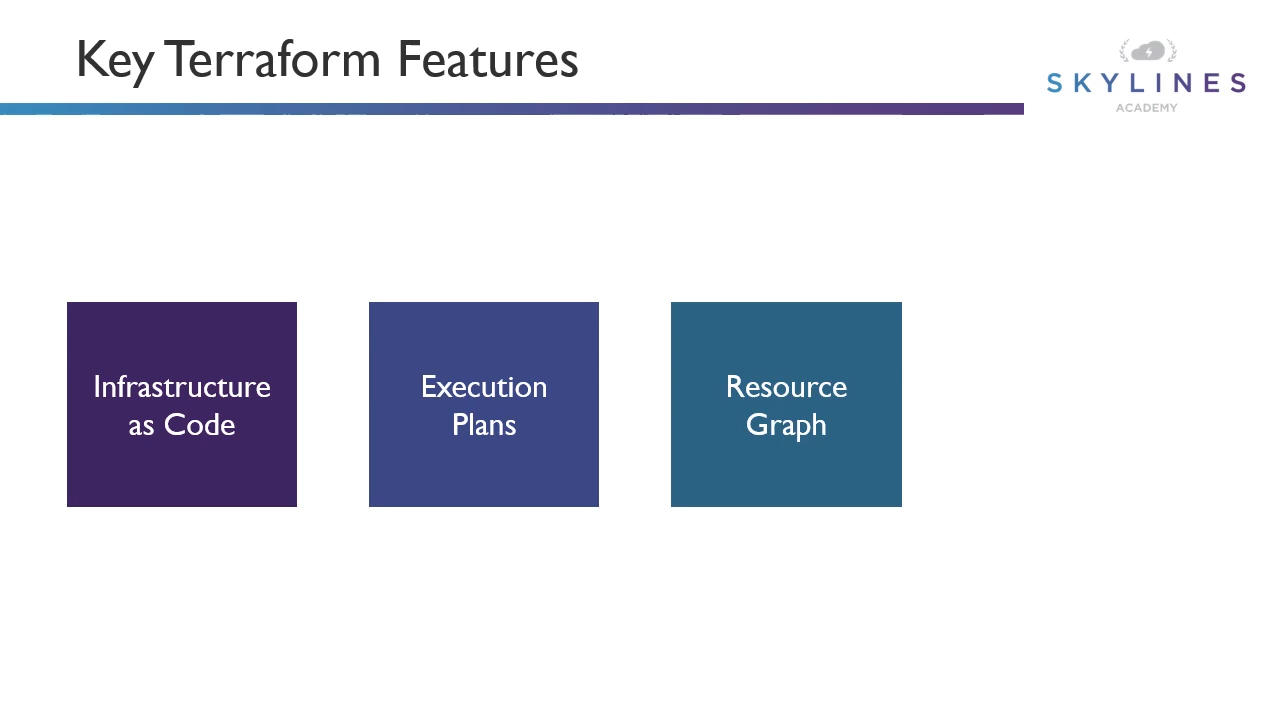 Key Terraform Features
SKYLINES
ACADEMY
Infrastructure
as Code
Execution
Plans
Resource
Graph